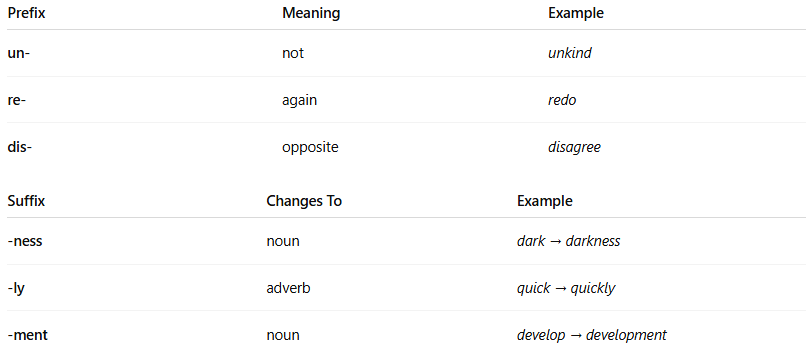 Prefix Meaning Example
un- not unkind
re- again redo
dis- opposite disagree
Suffix Changes To Example
-ness noun dark → darkness
-ly adverb quick → quickly
-ment noun develop → development